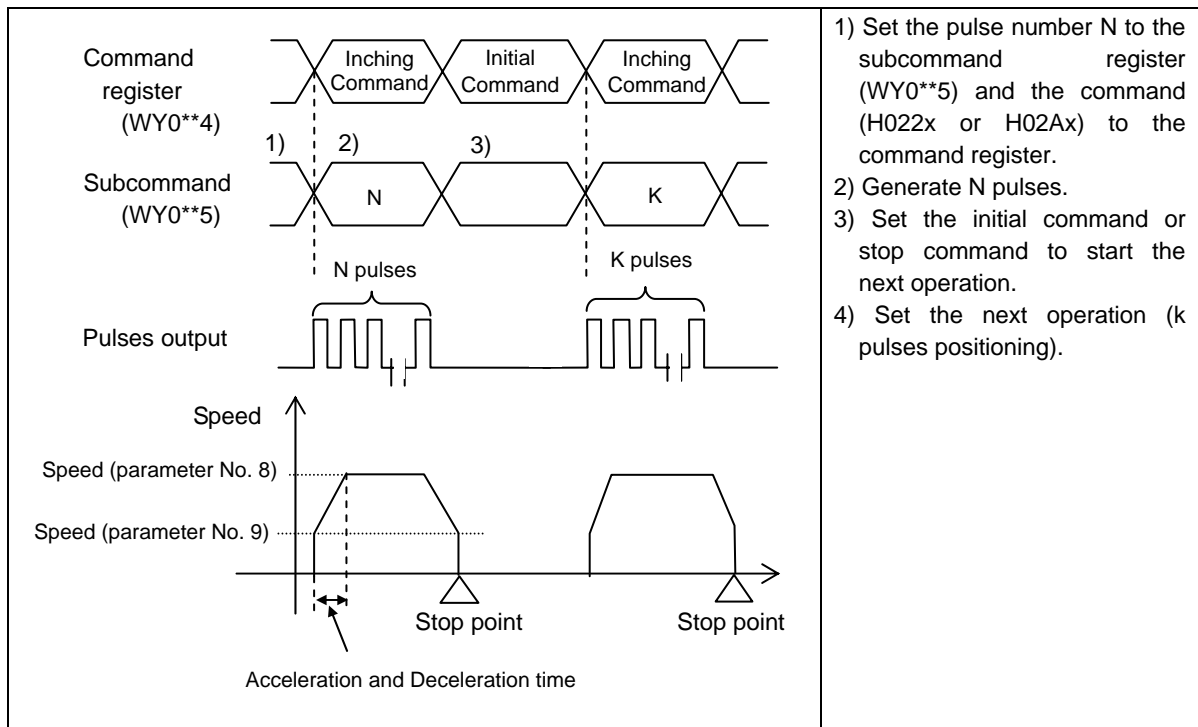 Command
register
(WY0**4)
Inching
Command
Initial
Command
Inching
Command
1)
2)
3)
Subcommand
(WY0**5)
N
K
N pulses
K pulses
Pulses output
Speed
Speed (parameter No. 8)
Speed (parameter No. 9)
Stop point
Stop point
Acceleration and Deceleration time
1) Set the pulse number N to the
subcommand register
(WY0**5) and the command
(H022x or H02Ax) to the
command register.
2) Generate N pulses.
3) Set the initial command or
stop command to start the
next operation.
4) Set the next operation (k
pulses positioning).